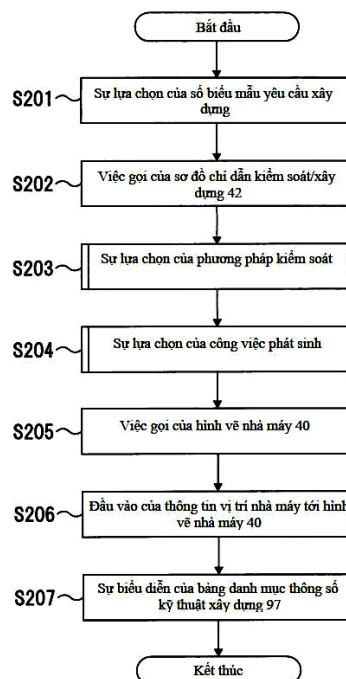 Bắt đầu
S201
Sự lựa chọn của số biểu mẫu yêu cầu xây
dựng
S202
Việc gọi của sơ đồ chỉ dẫn kiểm soát/xây
dựng 42
S203
Sự lựa chọn của phương pháp kiểm soát
S204
Sự lựa chọn của công việc phát sinh
S205
Việc gọi của hình vẽ nhà máy 40
S206
Đầu vào của thông tin vị trí nhà máy tới hình
vẽ nhà máy 40
S207
Sự biểu diễn của bảng danh mục thông số
kỹ thuật xây dựng 97
Kết thúc